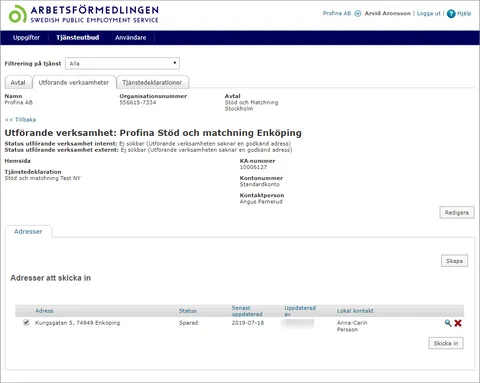 ARBETSFÖRMEDLINGEN
SWEDISH PUBLIC EMPLOYMENT SERVICE
Profina AB Arvid Aronsson | Logga ut | Hjälp
Uppgifter Tjänsteutbud Användare
Filtrering på tjänst Alla
Avtal Utförande verksamheter Tjänstedeklarationer
Namn Organisationsnummer Avtal
Profina AB 556615-7334 Stöd och Matchning
Stockholm
<< Tillbaka
Utförande verksamhet: Profina Stöd och matchning Enköping
Status utförande verksamhet internt: Ej sökbar (Utförande verksamheten saknar en godkänd adress)
Status utförande verksamhet externt: Ej sökbar (Utförande verksamheten saknar en godkänd adress)
Hemsida KA-nummer
10006127
Tjänstedeklaration Kontonummer
Stöd och matchning Test NY Standardkonto
Kontaktperson
Angus Parnerud
Redigera
Adresser
Skapa
Adresser att skicka in
Adress Status Senast uppdaterad Uppdaterad av Lokal kontakt
Kungsgatan 5, 74949 Enköping Sparad 2019-07-18 Anna-Carin
Persson
Skicka in